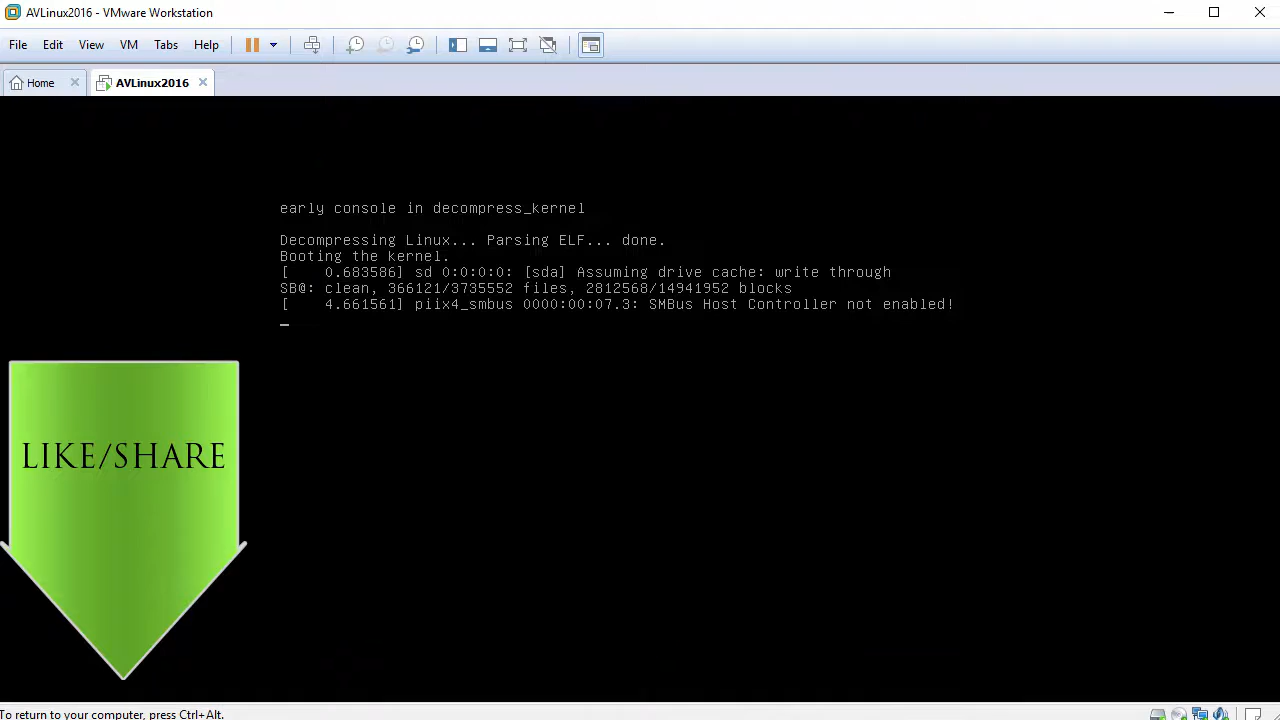 AVLinux2016 - VMware Workstation
File Edit View VM Tabs Help
Home AVLinux2016
early console in decompress_kernel
Decompressing Linux... Parsing ELF... done.
Booting the kernel.
[    0.683586] sd 0:0:0:0: [sda] Assuming drive cache: write through
SB@: clean, 366121/3735552 files, 2812568/14941952 blocks
[    4.661561] piix4_smbus 0000:00:07.3: SMBus Host Controller not enabled!
LIKE/SHARE
To return to your computer, press Ctrl+Alt.